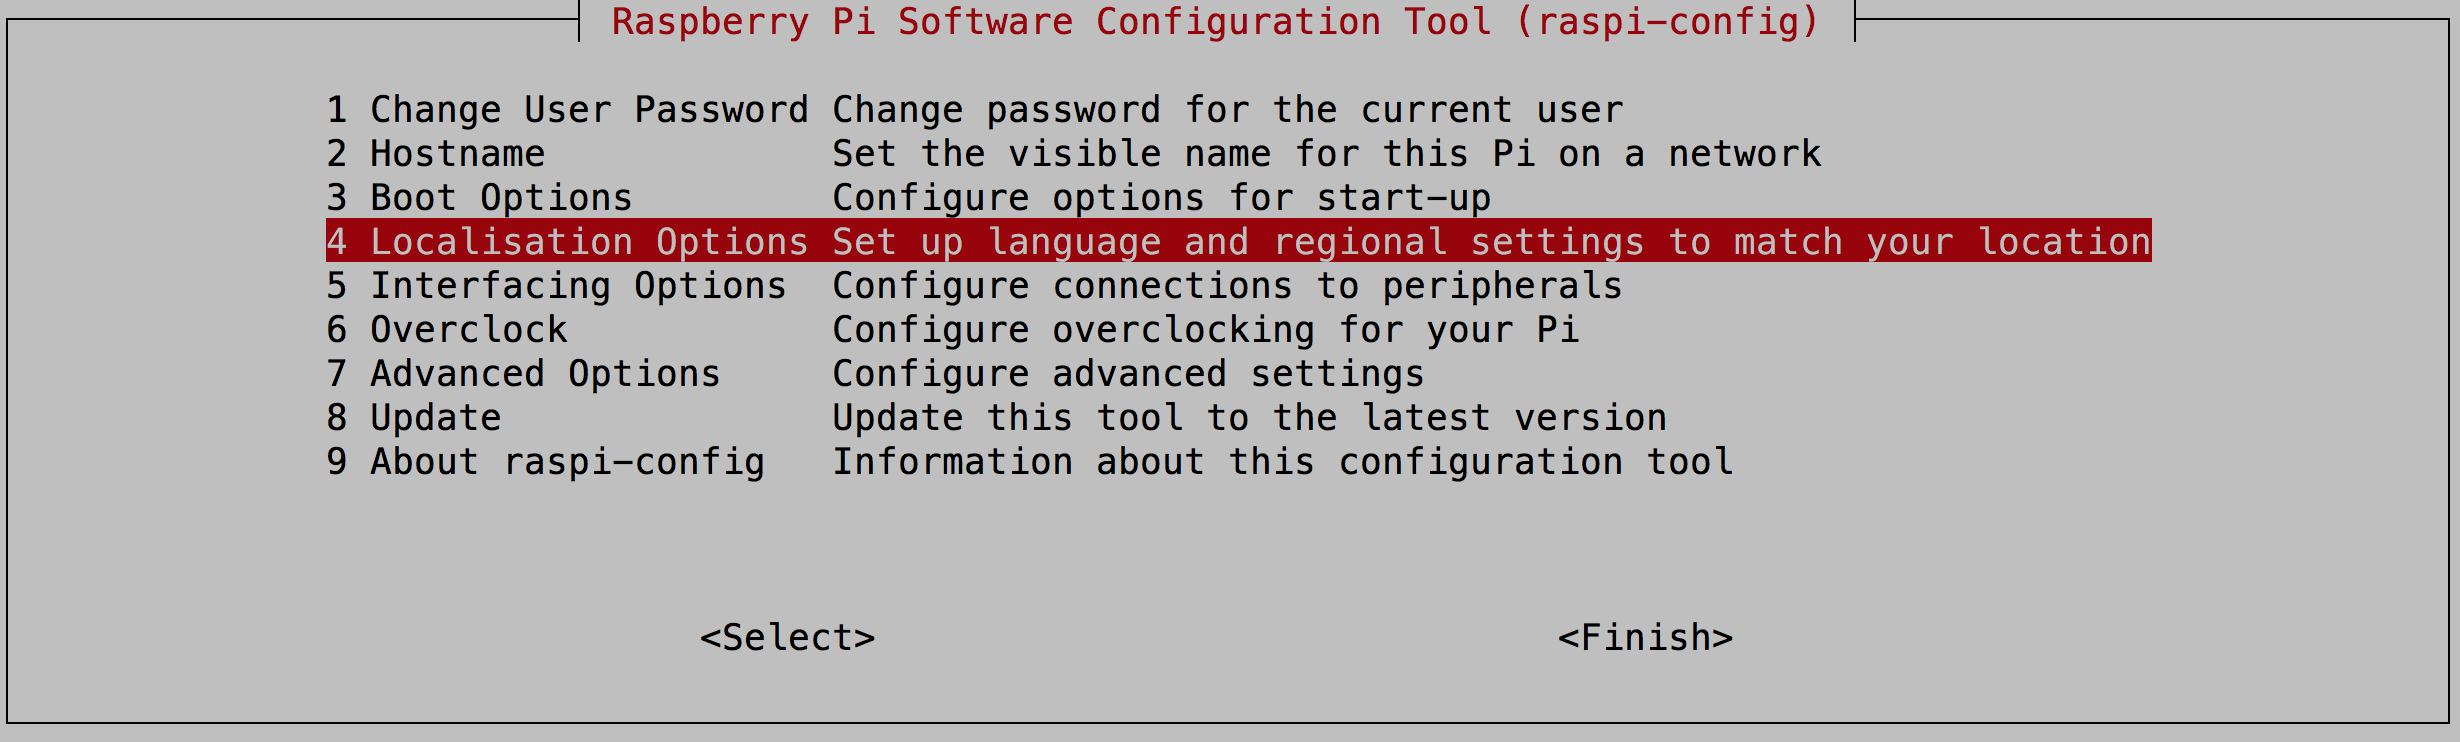 Raspberry Pi Software Configuration Tool (raspi-config)
1 Change User Password Change password for the current user
2 Hostname Set the visible name for this Pi on a network
3 Boot Options Configure options for start-up
4 Localisation Options Set up language and regional settings to match your location
5 Interfacing Options Configure connections to peripherals
6 Overclock Configure overclocking for your Pi
7 Advanced Options Configure advanced settings
8 Update Update this tool to the latest version
9 About raspi-config Information about this configuration tool
<Select> <Finish>